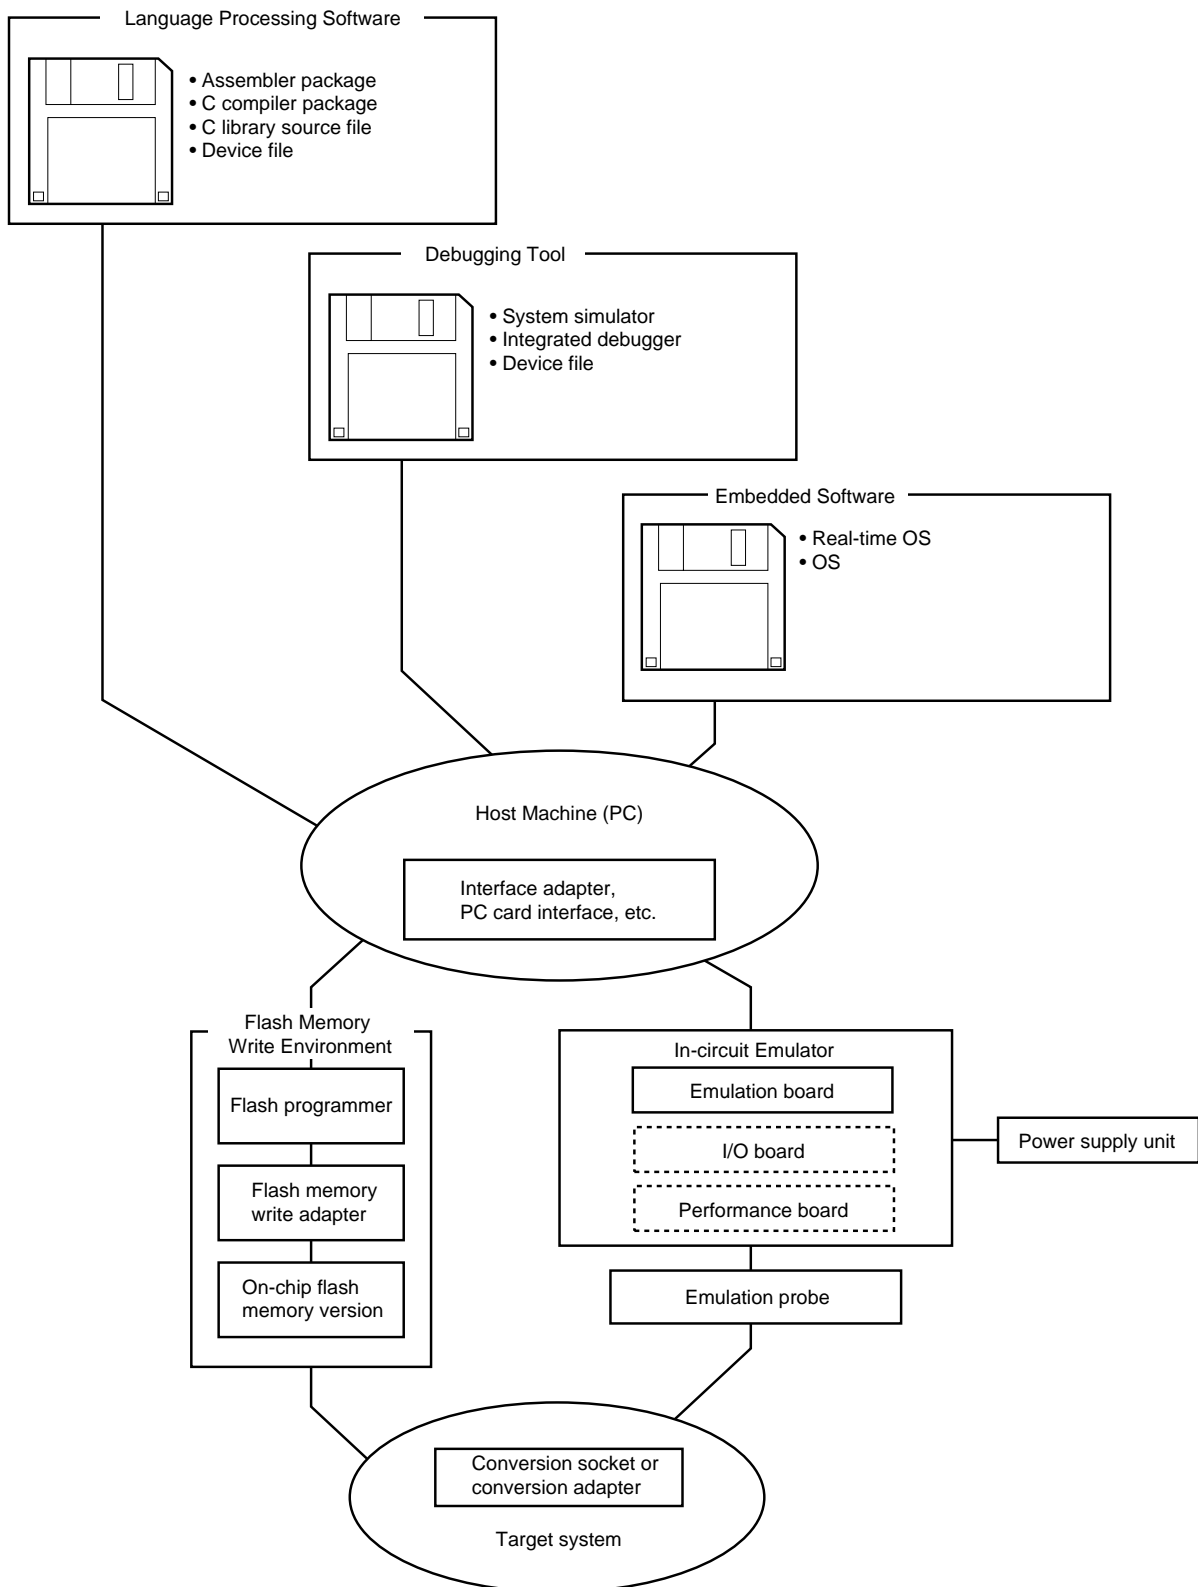 Language Processing Software
• Assembler package
• C compiler package
• C library source file
• Device file
Debugging Tool
• System simulator
• Integrated debugger
• Device file
Embedded Software
• Real-time OS
• OS
Host Machine (PC)
Interface adapter,
PC card interface, etc.
Flash Memory
Write Environment
Flash programmer
Flash memory
write adapter
On-chip flash
memory version
In-circuit Emulator
Emulation board
I/O board
Performance board
Power supply unit
Emulation probe
Conversion socket or
conversion adapter
Target system